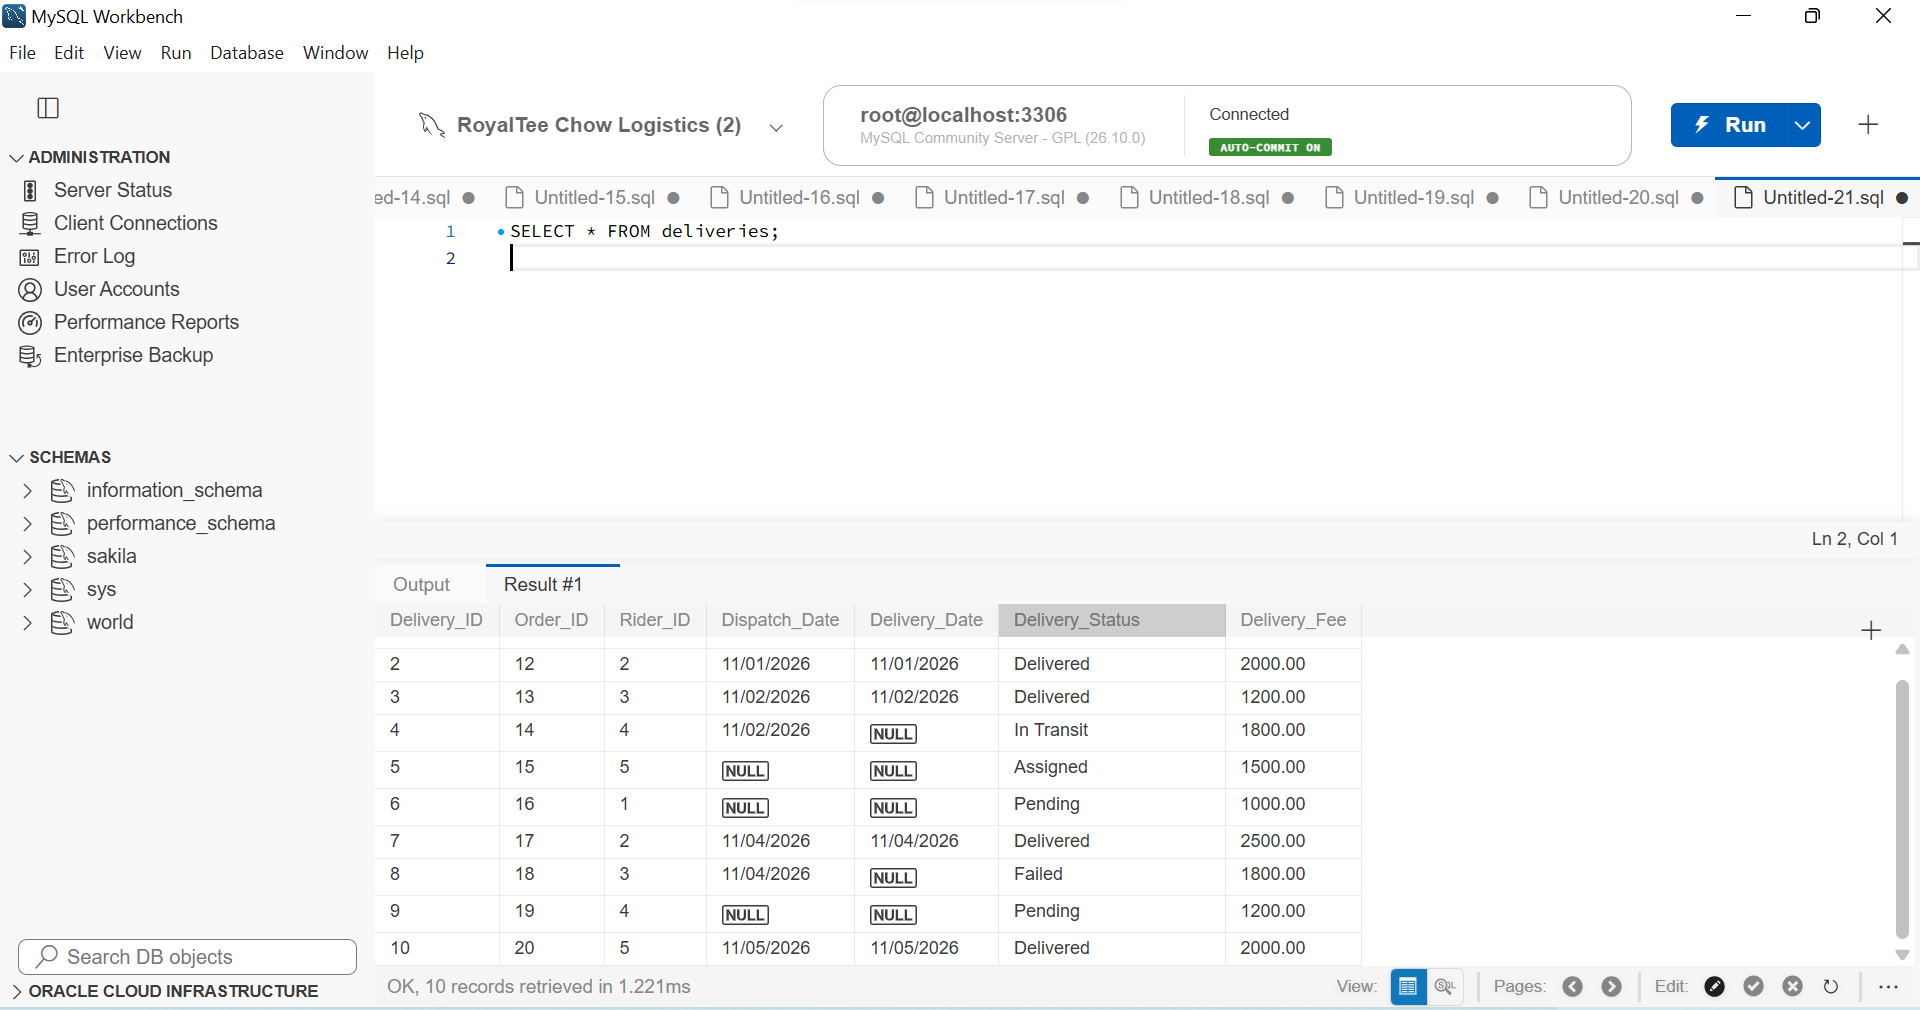 MySQL Workbench
File Edit View Run Database Window Help
RoyalTee Chow Logistics (2)
root@localhost:3306
MySQL Community Server - GPL (26.10.0)
Connected
AUTO-COMMIT ON
Run
ADMINISTRATION
Server Status
Client Connections
Error Log
User Accounts
Performance Reports
Enterprise Backup
SCHEMAS
information_schema
performance_schema
sakila
sys
world
Search DB objects
ORACLE CLOUD INFRASTRUCTURE
ed-14.sql Untitled-15.sql Untitled-16.sql Untitled-17.sql Untitled-18.sql Untitled-19.sql Untitled-20.sql Untitled-21.sql
1 SELECT * FROM deliveries;
2
Ln 2, Col 1
Output Result #1
Delivery_ID Order_ID Rider_ID Dispatch_Date Delivery_Date Delivery_Status Delivery_Fee
2 12 2 11/01/2026 11/01/2026 Delivered 2000.00
3 13 3 11/02/2026 11/02/2026 Delivered 1200.00
4 14 4 11/02/2026 NULL In Transit 1800.00
5 15 5 NULL NULL Assigned 1500.00
6 16 1 NULL NULL Pending 1000.00
7 17 2 11/04/2026 11/04/2026 Delivered 2500.00
8 18 3 11/04/2026 NULL Failed 1800.00
9 19 4 NULL NULL Pending 1200.00
10 20 5 11/05/2026 11/05/2026 Delivered 2000.00
OK, 10 records retrieved in 1.221ms
View: SQL Pages: Edit: